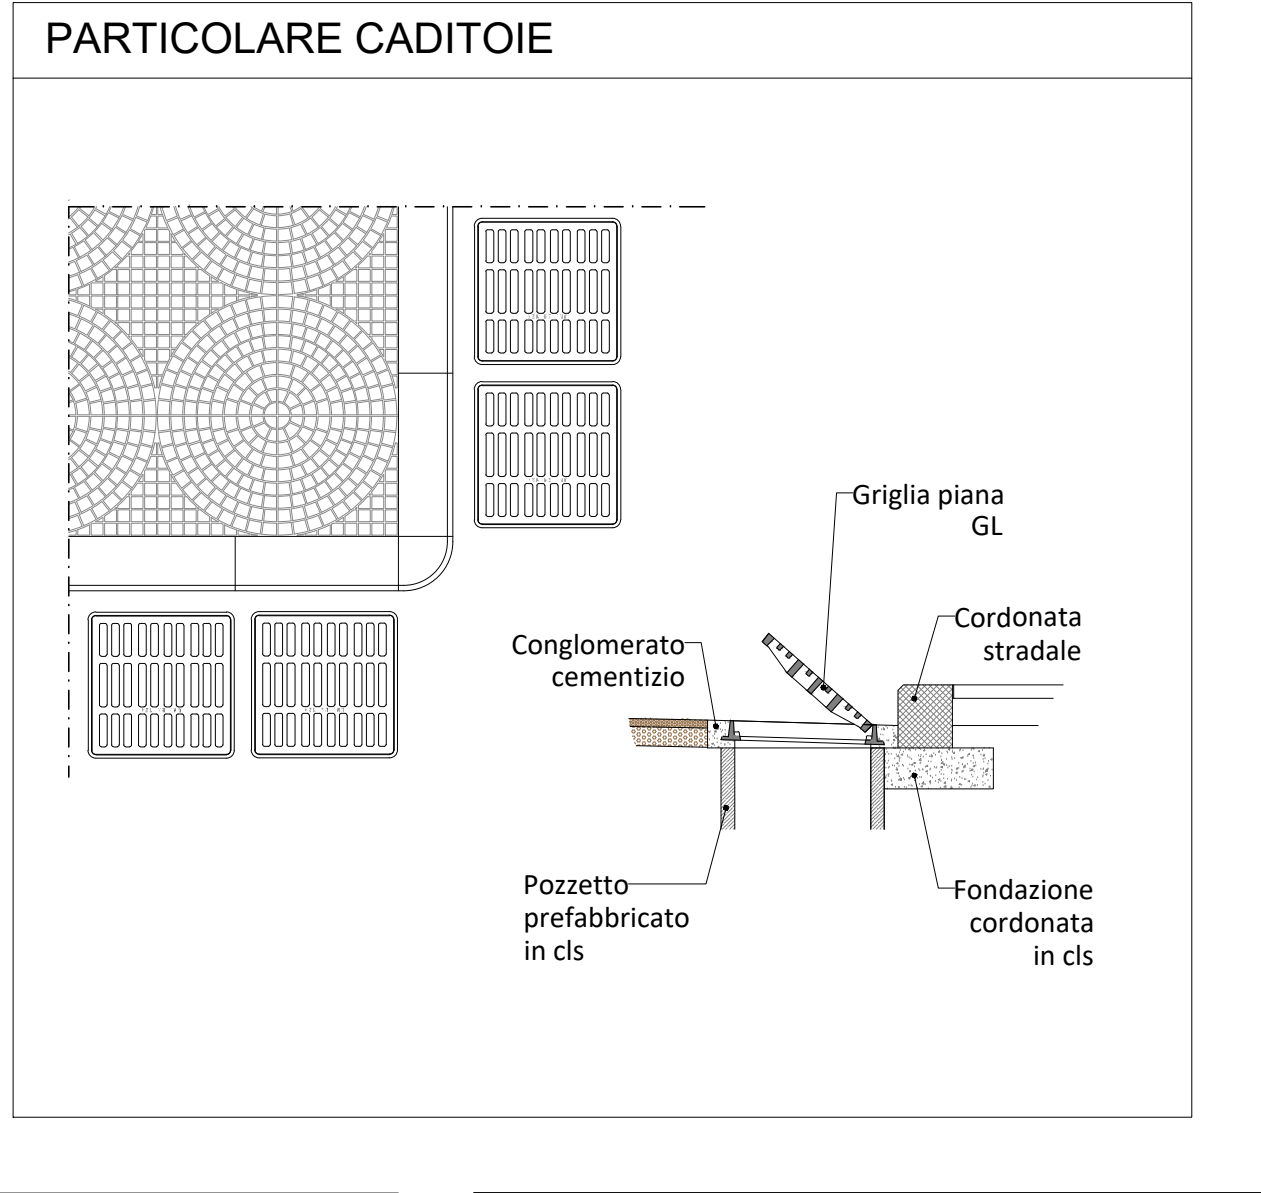 PARTICOLARE CADITOIE
Griglia piana
GL
Cordonata
stradale
Conglomerato
cementizio
Pozzetto
prefabbricato
in cls
Fondazione
cordonata
in cls